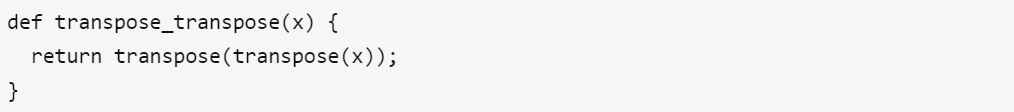 def transpose_transpose(x) {
  return transpose(transpose(x));
}